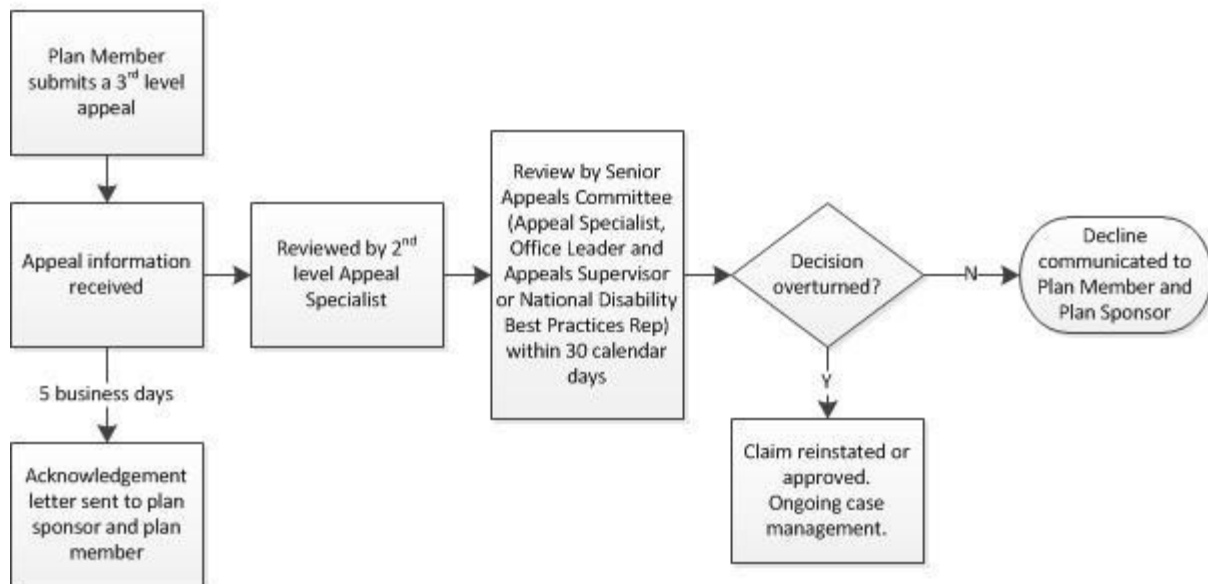 Plan Member
submits a 3rd level
appeal
Appeal information
received
5 business days
Acknowledgement
letter sent to plan
sponsor and plan
member
Reviewed by 2nd
level Appeal
Specialist
Review by Senior
Appeals Committee
(Appeal Specialist,
Office Leader and
Appeals Supervisor
or National Disability
Best Practices Rep)
within 30 calendar
days
Decision
overturned?
N
Decline
communicated to
Plan Member and
Plan Sponsor
Y
Claim reinstated or
approved.
Ongoing case
management.